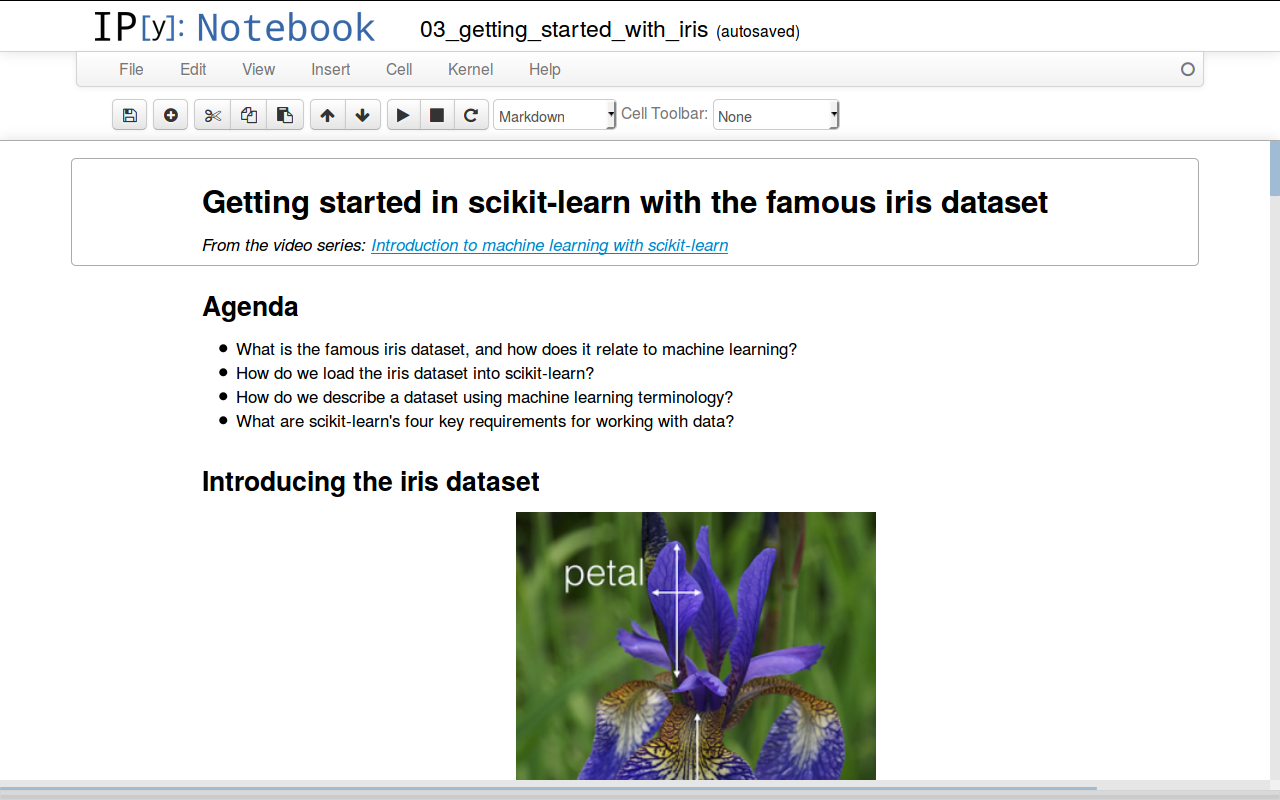 IP[y]: Notebook 03_getting_started_with_iris (autosaved)
File Edit View Insert Cell Kernel Help
Markdown Cell Toolbar: None
Getting started in scikit-learn with the famous iris dataset
From the video series: Introduction to machine learning with scikit-learn
Agenda
What is the famous iris dataset, and how does it relate to machine learning?
How do we load the iris dataset into scikit-learn?
How do we describe a dataset using machine learning terminology?
What are scikit-learn's four key requirements for working with data?
Introducing the iris dataset
petal